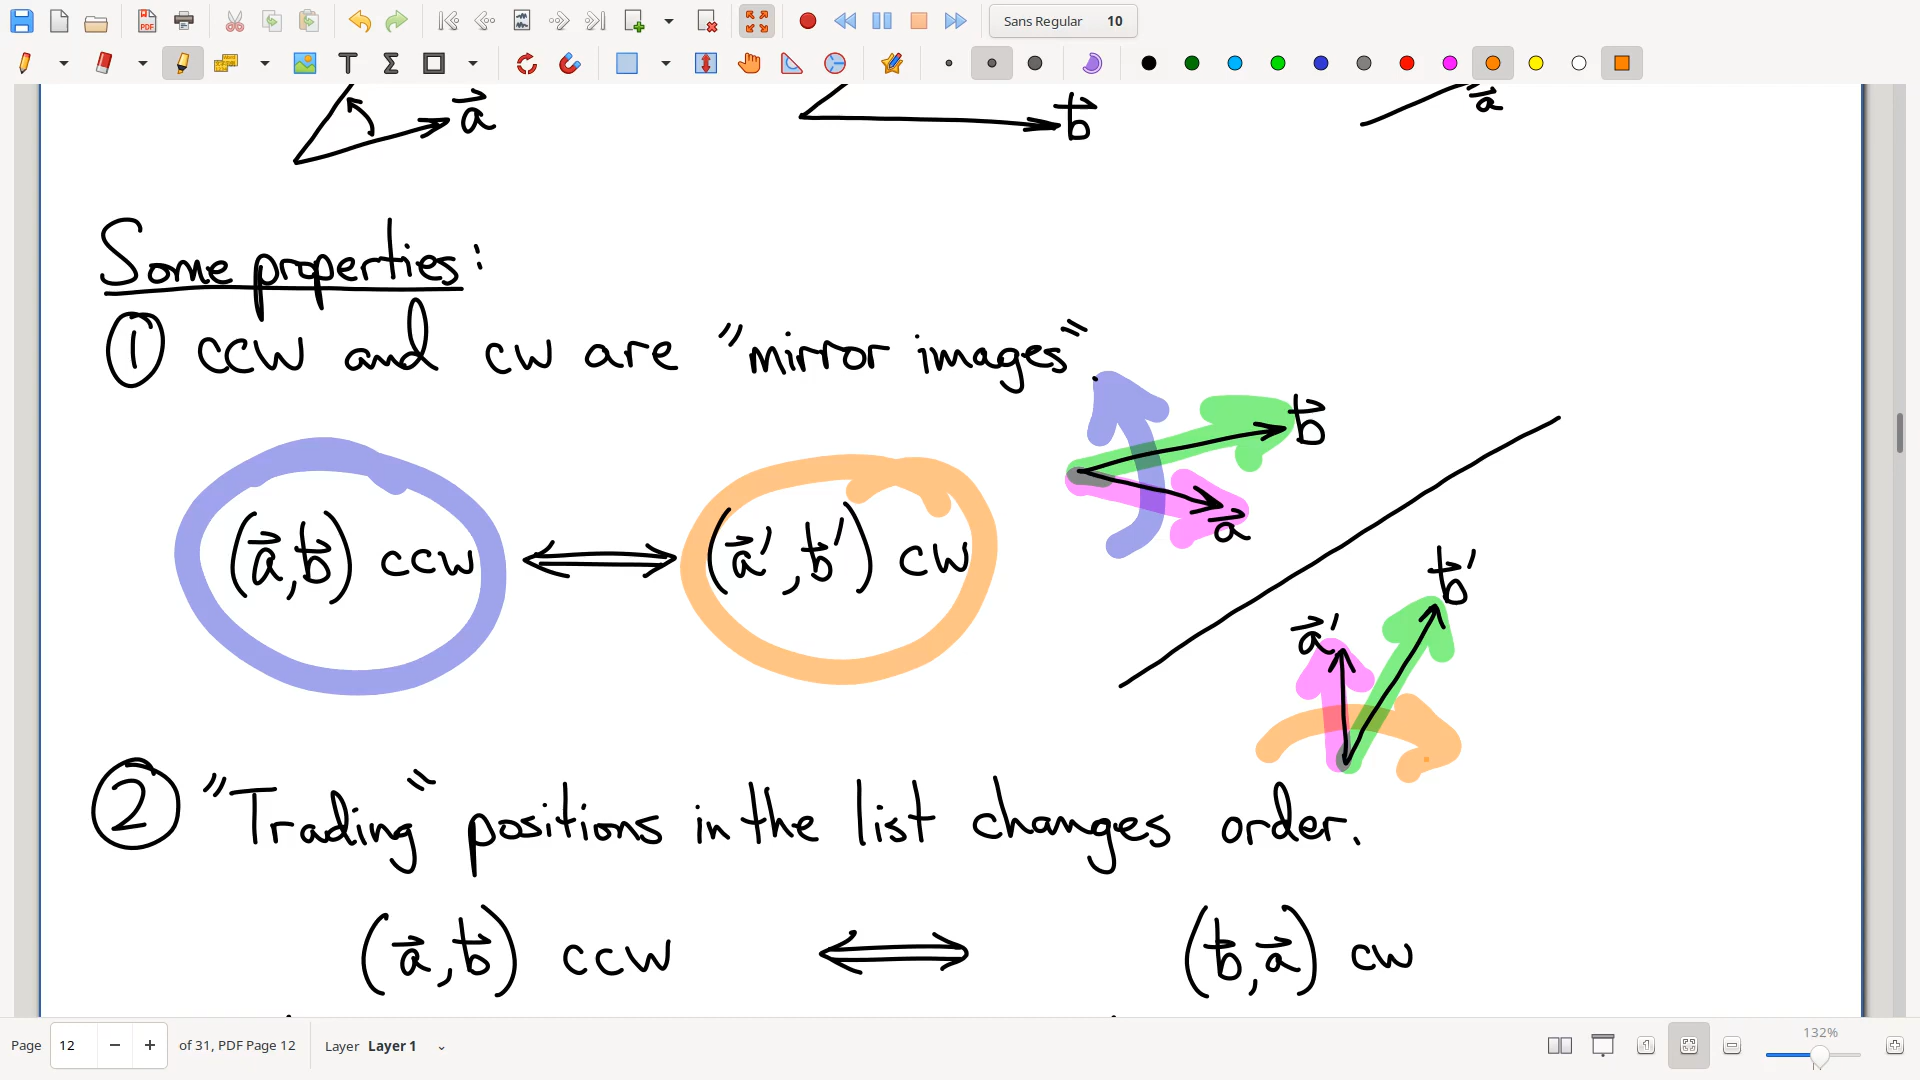 Sans Regular 10
a⃗
b⃗
a⃗
Some properties:
① ccw and cw are "mirror images"
b⃗
a⃗
(a⃗, b⃗) ccw ⟺ (a⃗′, b⃗′) cw
b⃗′
a⃗′
② "Trading" positions in the list changes order.
(a⃗, b⃗) ccw ⟺ (b⃗, a⃗) cw
Page 12 − + of 31, PDF Page 12 Layer Layer 1 132%